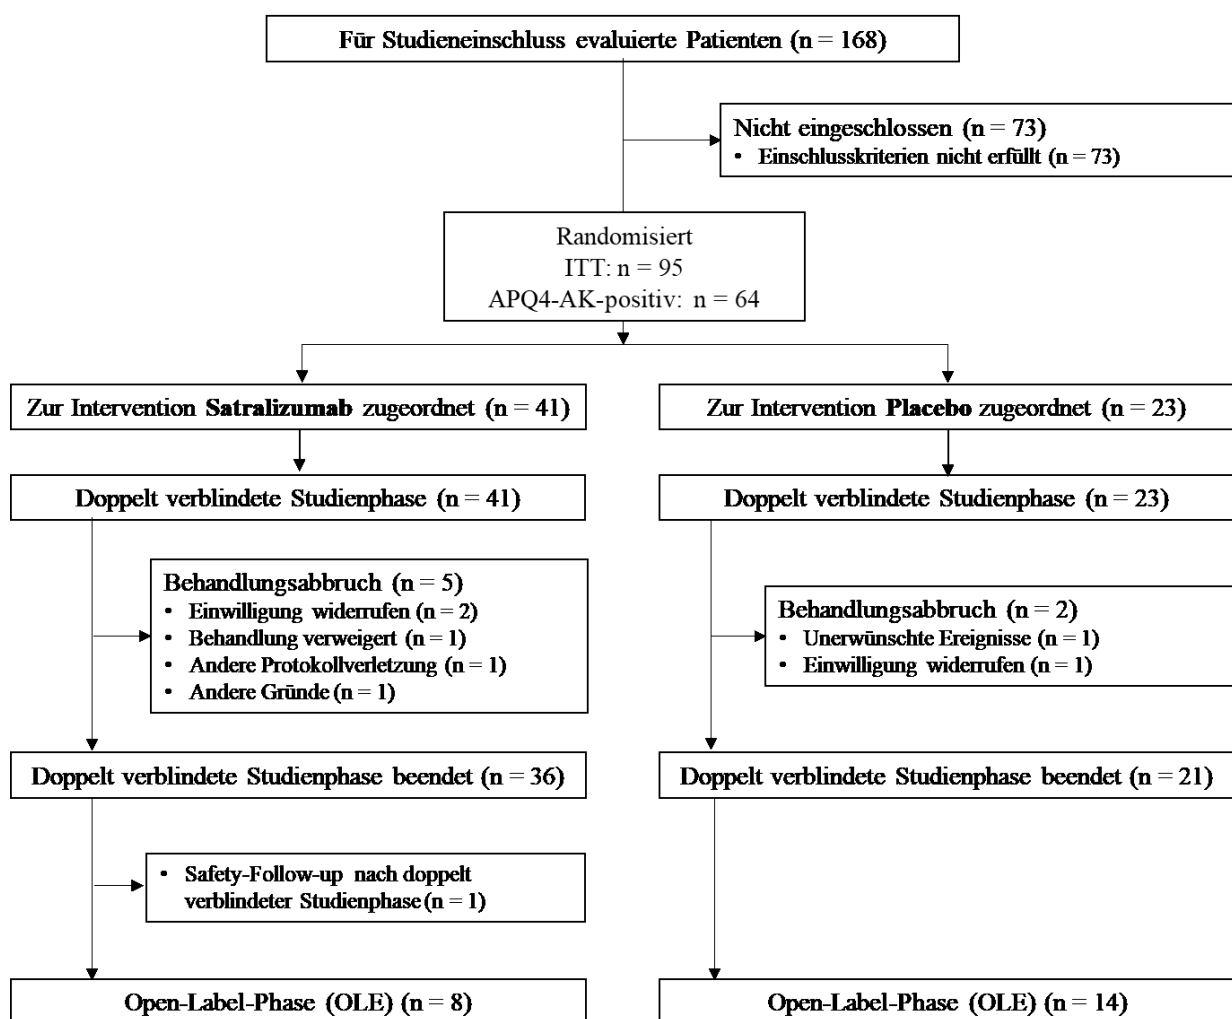 Für Studieneinschluss evaluierte Patienten (n = 168)
Nicht eingeschlossen (n = 73)
• Einschlusskriterien nicht erfüllt (n = 73)
Randomisiert
ITT: n = 95
APQ4-AK-positiv: n = 64
Zur Intervention Satralizumab zugeordnet (n = 41)
Zur Intervention Placebo zugeordnet (n = 23)
Doppelt verblindete Studienphase (n = 41)
Doppelt verblindete Studienphase (n = 23)
Behandlungsabbruch (n = 5)
• Einwilligung widerrufen (n = 2)
• Behandlung verweigert (n = 1)
• Andere Protokollverletzung (n = 1)
• Andere Gründe (n = 1)
Behandlungsabbruch (n = 2)
• Unerwünschte Ereignisse (n = 1)
• Einwilligung widerrufen (n = 1)
Doppelt verblindete Studienphase beendet (n = 36)
Doppelt verblindete Studienphase beendet (n = 21)
• Safety-Follow-up nach doppelt
verblindeter Studienphase (n = 1)
Open-Label-Phase (OLE) (n = 8)
Open-Label-Phase (OLE) (n = 14)